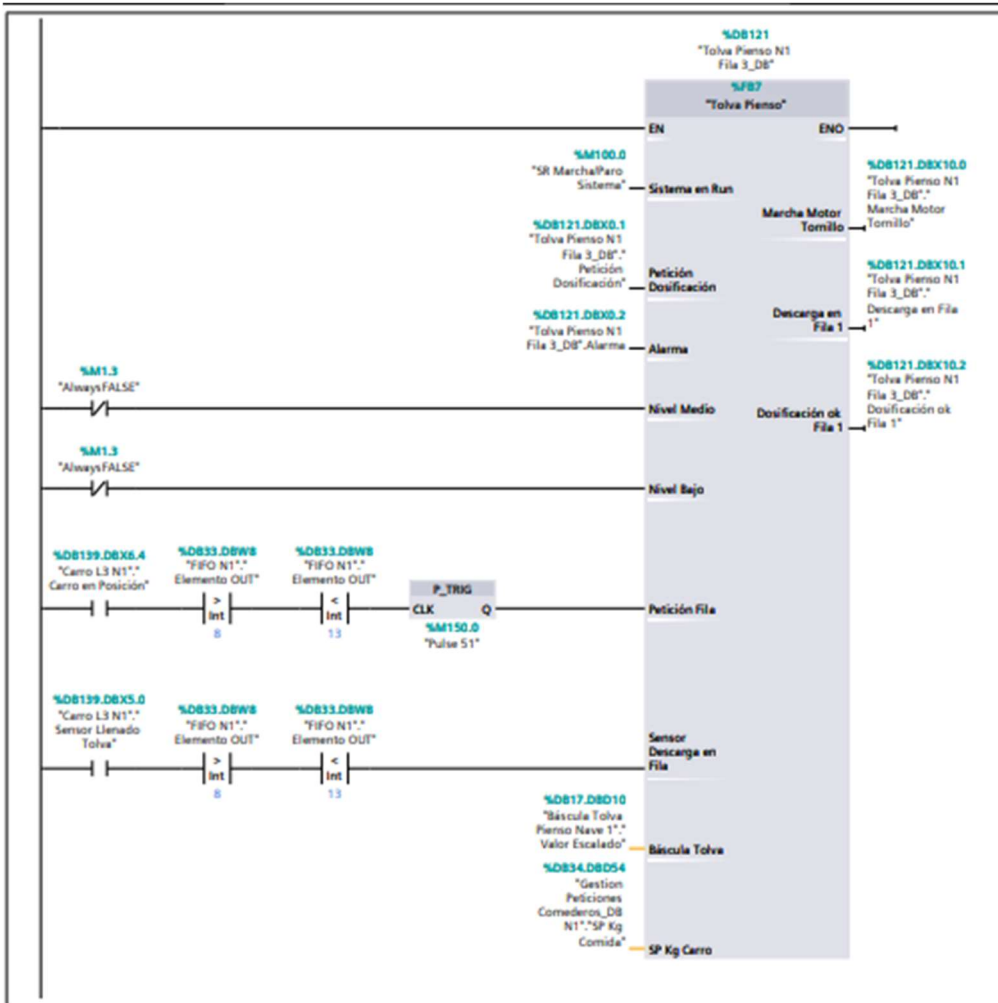 %DB121
"Tolva Pienso N1
Fila 3_DB"
%FB7
"Tolva Pienso"
EN
ENO
%M100.0
"SR Marcha/Paro
Sistema"
Sistema en Run
%DB121.DBX10.0
"Tolva Pienso N1
Fila 3_DB"."
Marcha Motor
Tornillo"
Marcha Motor
Tornillo
%DB121.DBX0.1
"Tolva Pienso N1
Fila 3_DB"."
Petición
Dosificación"
Petición
Dosificación
%DB121.DBX10.1
"Tolva Pienso N1
Fila 3_DB"."
Descarga en Fila
1"
Descarga en
Fila 1
%DB121.DBX0.2
"Tolva Pienso N1
Fila 3_DB".Alarma
Alarma
%DB121.DBX10.2
"Tolva Pienso N1
Fila 3_DB"."
Dosificación ok
Fila 1"
Dosificación ok
Fila 1
%M1.3
"AlwaysFALSE"
Nivel Medio
%M1.3
"AlwaysFALSE"
Nivel Bajo
%DB139.DBX6.4
"Carro L3 N1"."
Carro en Posición"
%DB33.DBW8
"FIFO N1"."
Elemento OUT"
>
Int
8
%DB33.DBW8
"FIFO N1"."
Elemento OUT"
<
Int
13
P_TRIG
CLK
Q
%M150.0
"Pulse 51"
Petición Fila
%DB139.DBX5.0
"Carro L3 N1"."
Sensor Llenado
Tolva"
%DB33.DBW8
"FIFO N1"."
Elemento OUT"
>
Int
8
%DB33.DBW8
"FIFO N1"."
Elemento OUT"
<
Int
13
Sensor
Descarga en
Fila
%DB17.DBD10
"Báscula Tolva
Pienso Nave 1"."
Valor Escalado"
Báscula Tolva
%DB34.DBD54
"Gestion
Peticiones
Comederos_DB
N1"."SP Kg
Comida"
SP Kg Carro